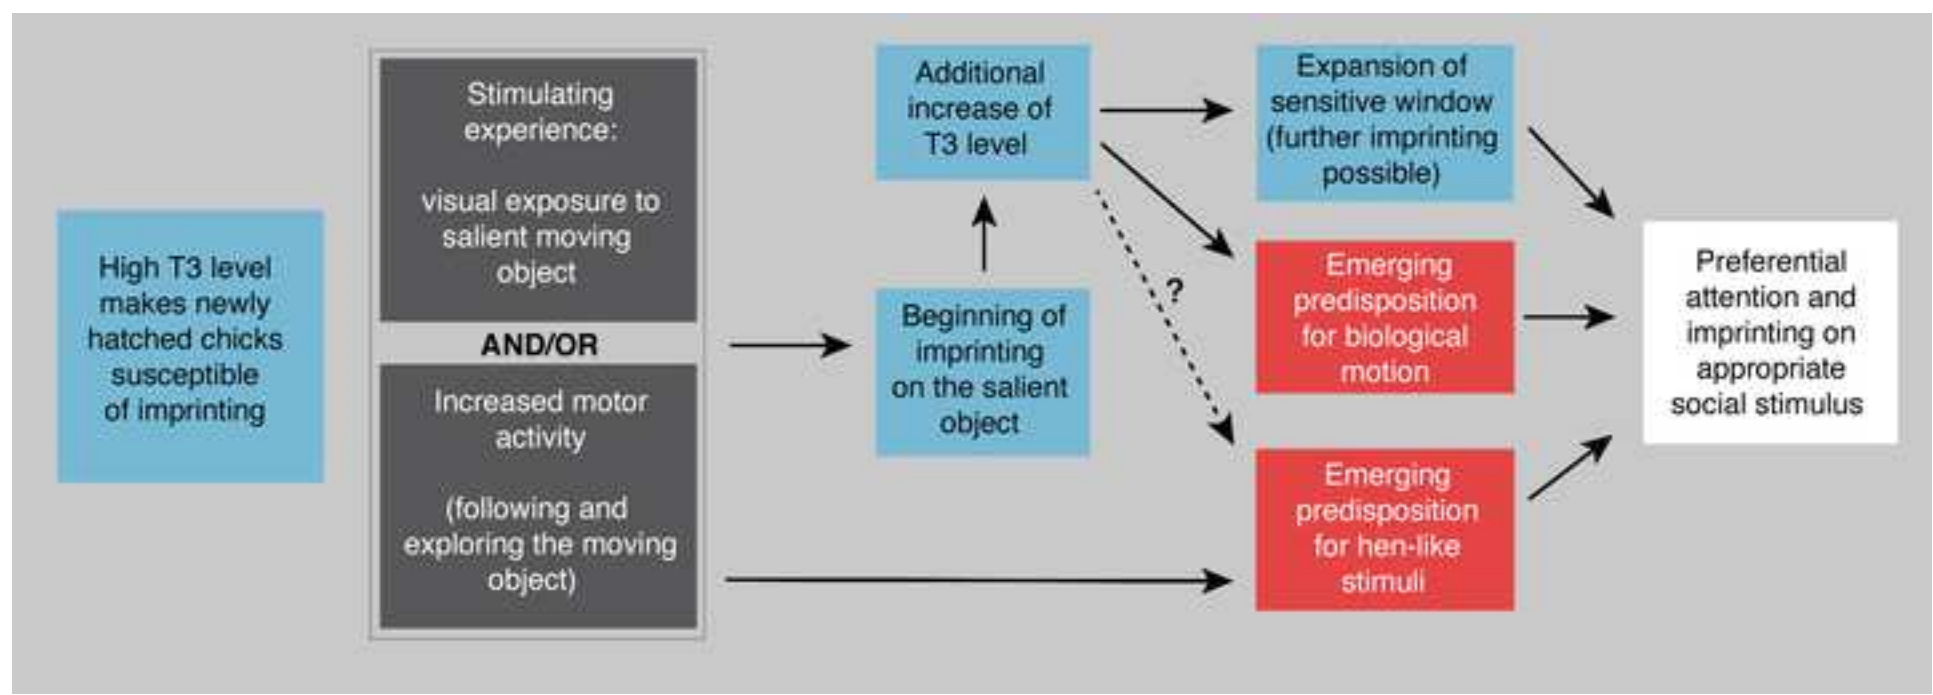 High T3 level
makes newly
hatched chicks
susceptible
of imprinting
Stimulating
experience:
visual exposure to
salient moving
object
AND/OR
Increased motor
activity
(following and
exploring the moving
object)
Additional
increase of
T3 level
Beginning of
imprinting
on the salient
object
Expansion of
sensitive window
(further imprinting
possible)
?
Emerging
predisposition
for biological
motion
Emerging
predisposition
for hen-like
stimuli
Preferential
attention and
imprinting on
appropriate
social stimulus